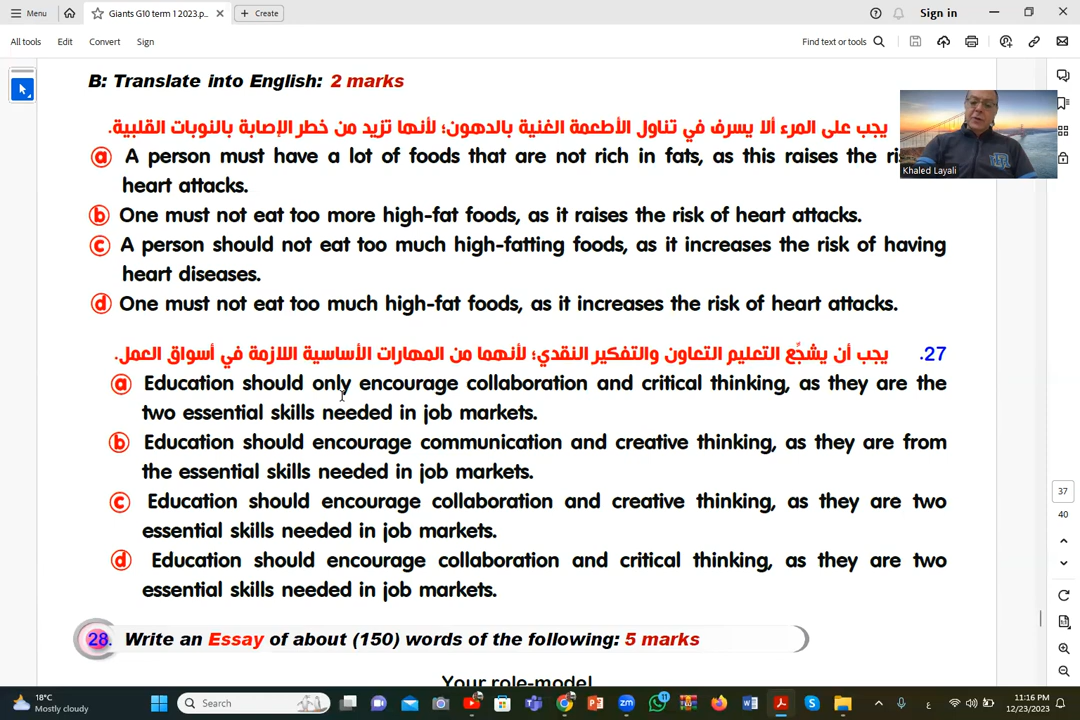 Menu
Giants G10 term 1 2023.p...
Create
Sign in
All tools
Edit
Convert
Sign
Find text or tools
B: Translate into English: 2 marks
يجب على المرء ألا يسرف في تناول الأطعمة الغنية بالدهون؛ لأنها تزيد من خطر الإصابة بالنوبات القلبية.
a A person must have a lot of foods that are not rich in fats, as this raises the
heart attacks.
b One must not eat too more high-fat foods, as it raises the risk of heart attacks.
c A person should not eat too much high-fatting foods, as it increases the risk of having
heart diseases.
d One must not eat too much high-fat foods, as it increases the risk of heart attacks.
27. يجب أن يشجِّع التعليم التعاون والتفكير النقدي؛ لأنهما من المهارات الأساسية اللازمة في أسواق العمل.
a Education should only encourage collaboration and critical thinking, as they are the
two essential skills needed in job markets.
b Education should encourage communication and creative thinking, as they are from
the essential skills needed in job markets.
c Education should encourage collaboration and creative thinking, as they are two
essential skills needed in job markets.
d Education should encourage collaboration and critical thinking, as they are two
essential skills needed in job markets.
28. Write an Essay of about (150) words of the following: 5 marks
Your role-model
Khaled Layali
37
40
18°C
Mostly cloudy
Search
11
ع
11:16 PM
12/23/2023